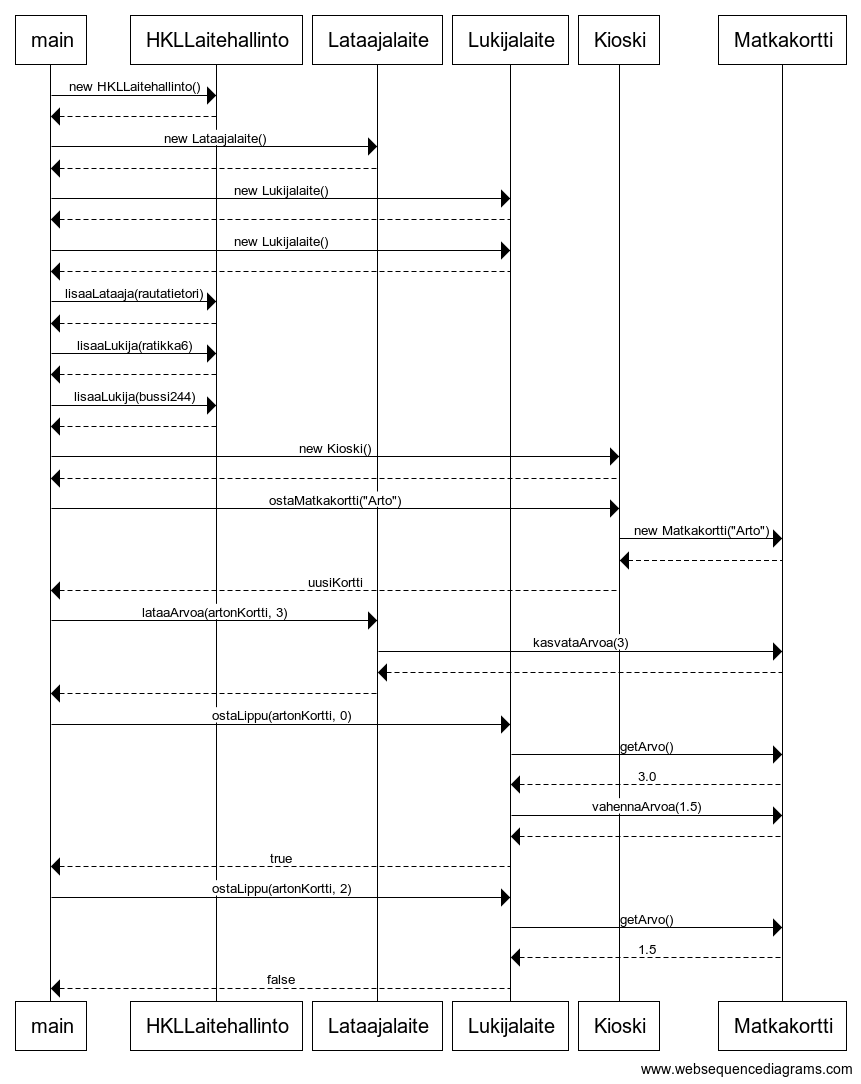 main HKLLaitehallinto Lataajalaite Lukijalaite Kioski Matkakortti
new HKLLaitehallinto()
new Lataajalaite()
new Lukijalaite()
new Lukijalaite()
lisaaLataaja(rautatietori)
lisaaLukija(ratikka6)
lisaaLukija(bussi244)
new Kioski()
ostaMatkakortti("Arto")
new Matkakortti("Arto")
uusiKortti
lataaArvoa(artonKortti, 3)
kasvataArvoa(3)
ostaLippu(artonKortti, 0)
getArvo()
3.0
vahennaArvoa(1.5)
true
ostaLippu(artonKortti, 2)
getArvo()
1.5
false
main HKLLaitehallinto Lataajalaite Lukijalaite Kioski Matkakortti
www.websequencediagrams.com